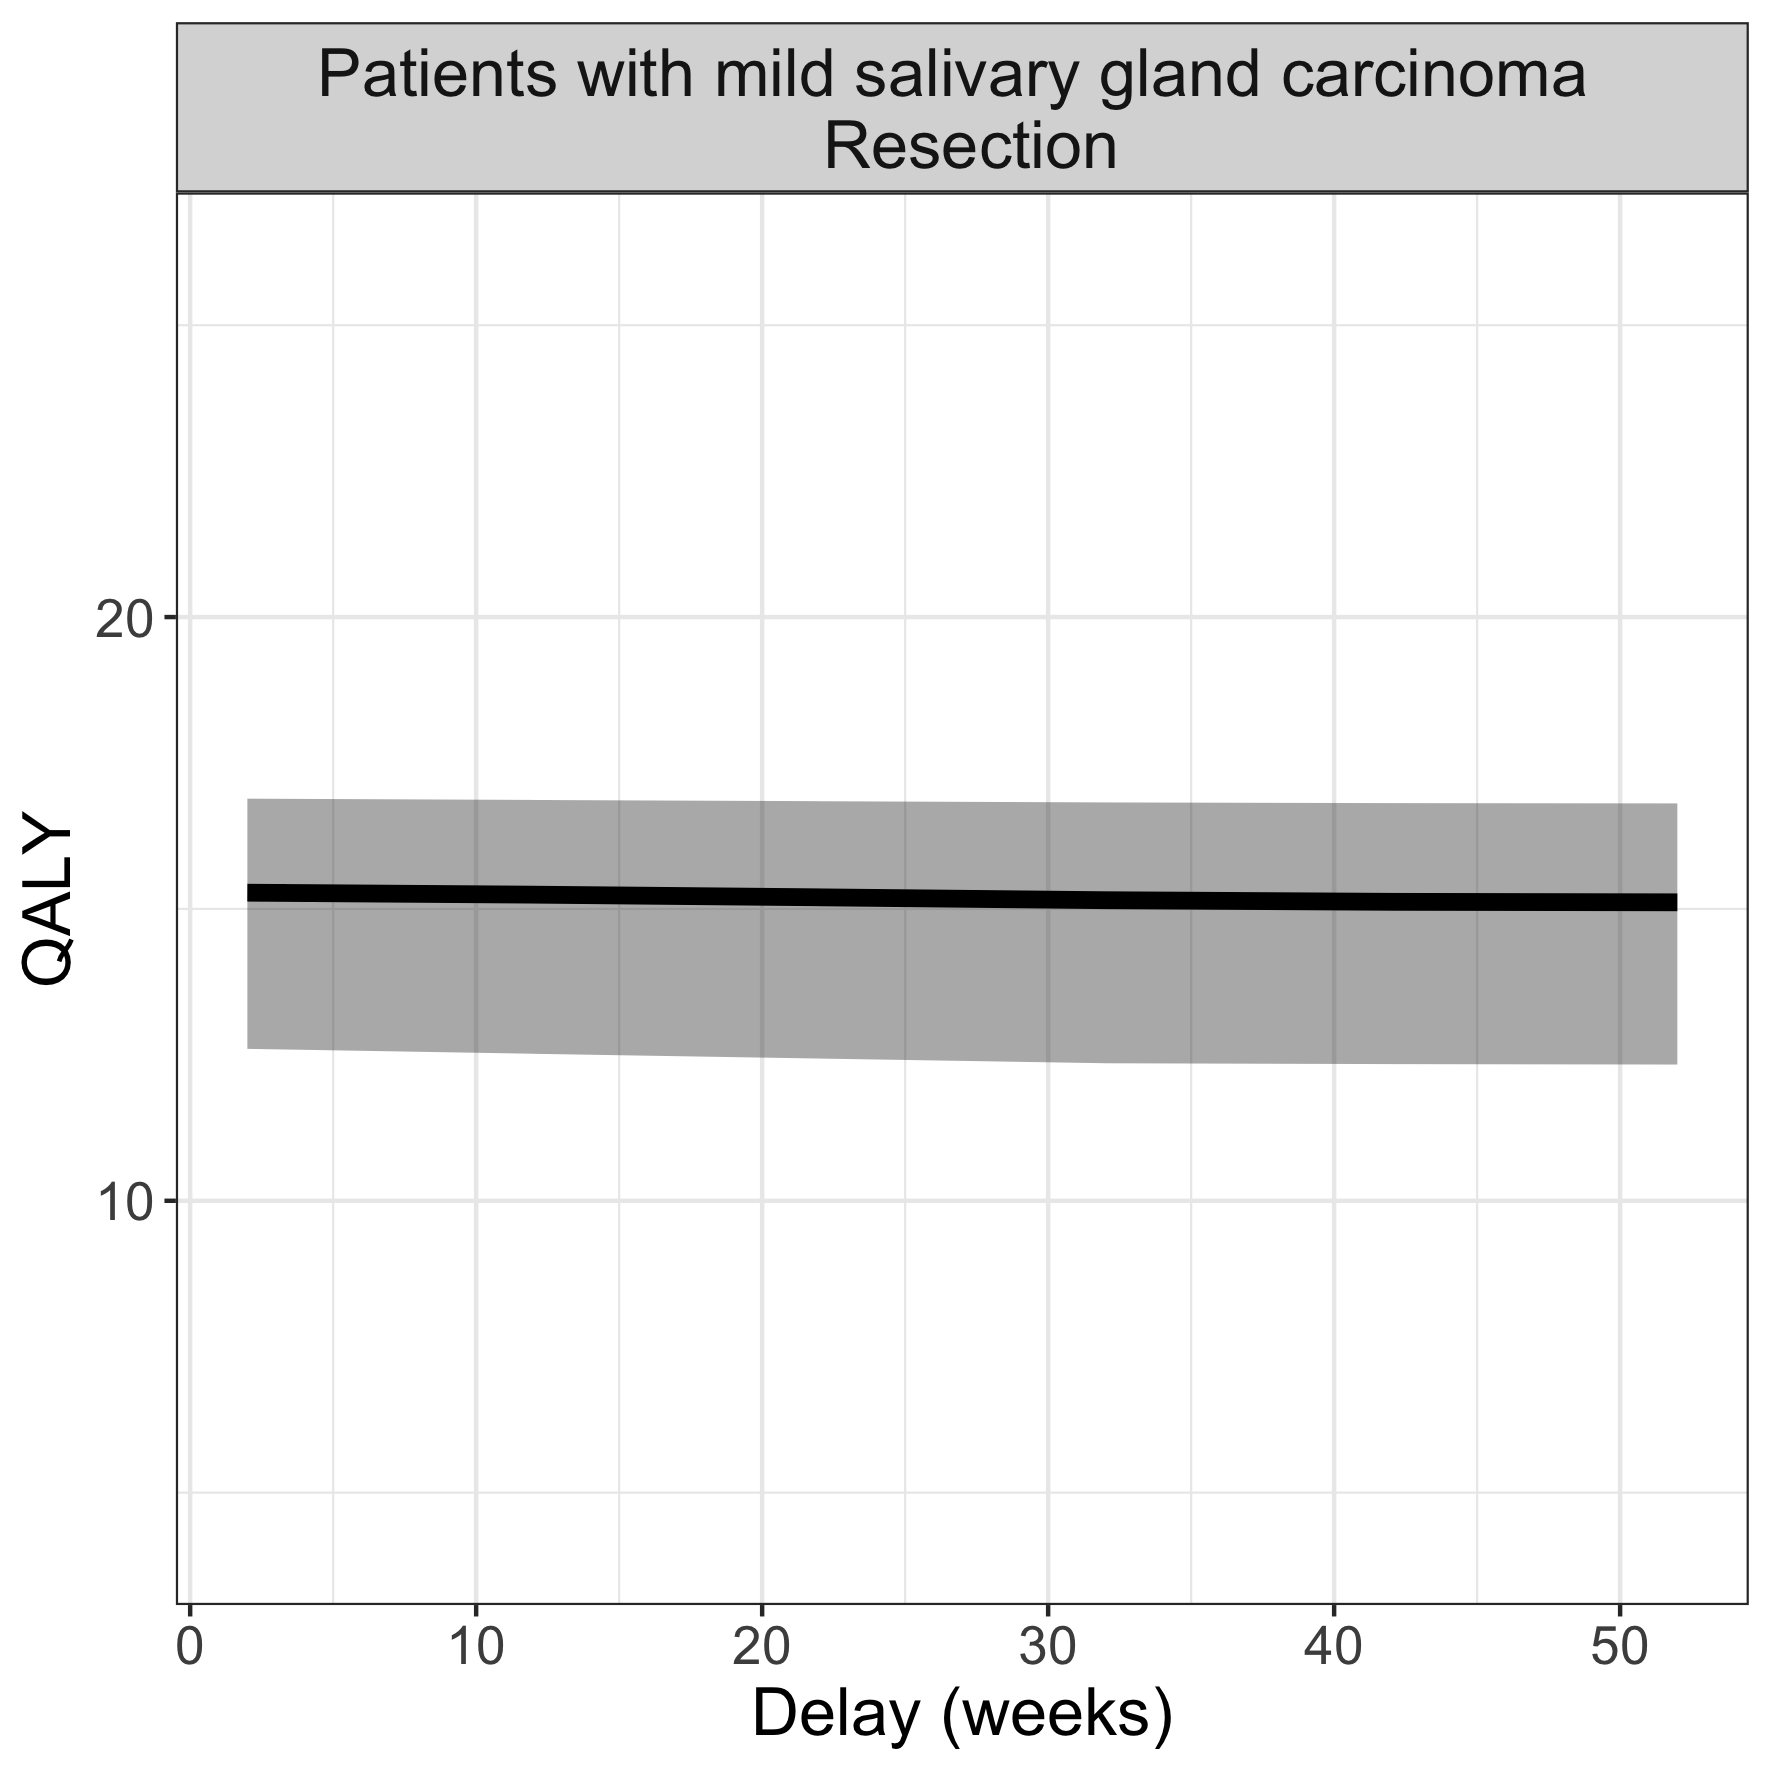 Patients with mild salivary gland carcinoma
Resection
QALY
20
10
0 10 20 30 40 50
Delay (weeks)